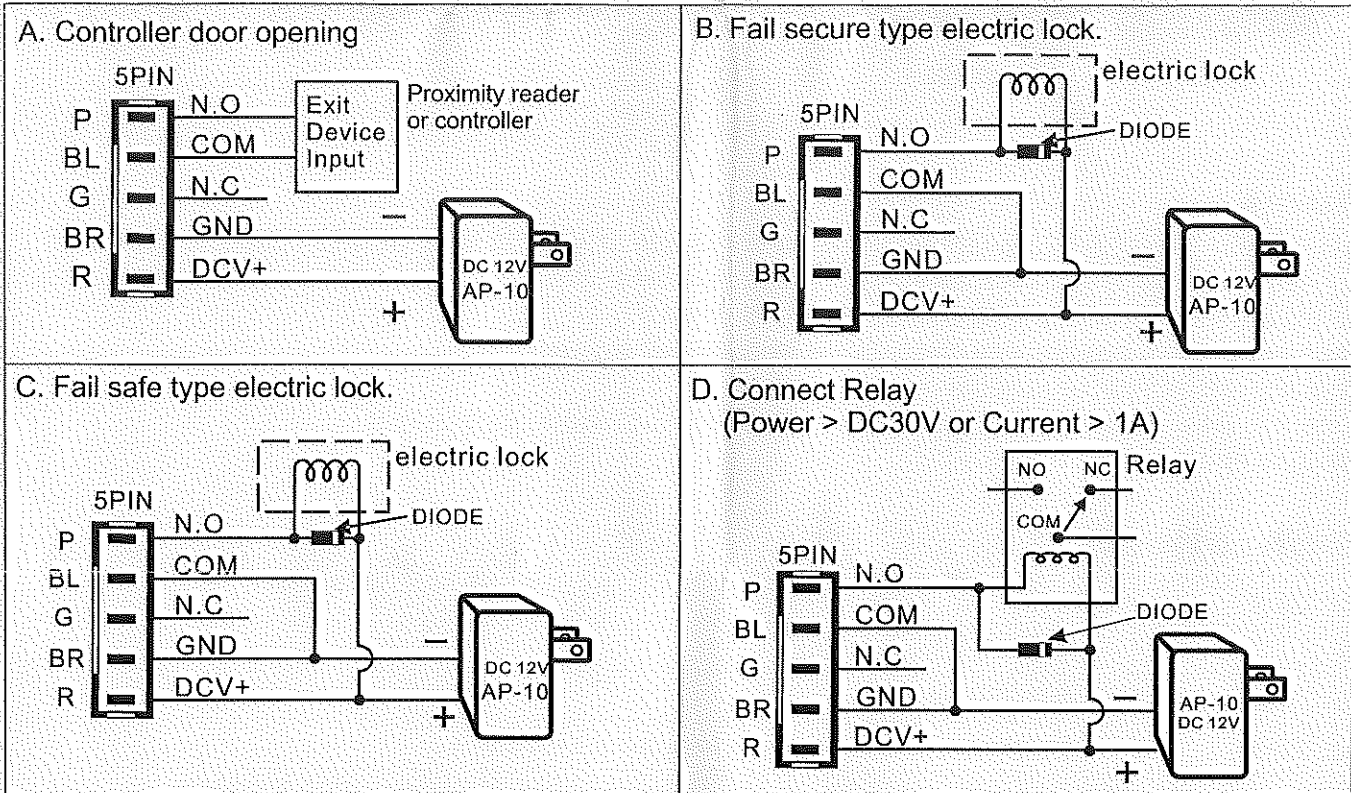 A. Controller door opening
5PIN
P
N.O
BL
COM
G
N.C
BR
GND
R
DCV+
Exit
Device
Input
Proximity reader
or controller
−
+
DC 12V
AP-10
B. Fail secure type electric lock.
electric lock
DIODE
5PIN
P
N.O
BL
COM
G
N.C
BR
GND
R
DCV+
−
+
DC 12V
AP-10
C. Fail safe type electric lock.
electric lock
DIODE
5PIN
P
N.O
BL
COM
G
N.C
BR
GND
R
DCV+
−
+
DC 12V
AP-10
D. Connect Relay
(Power > DC30V or Current > 1A)
NO
NC
Relay
COM
DIODE
5PIN
P
N.O
BL
COM
G
N.C
BR
GND
R
DCV+
−
+
AP-10
DC 12V